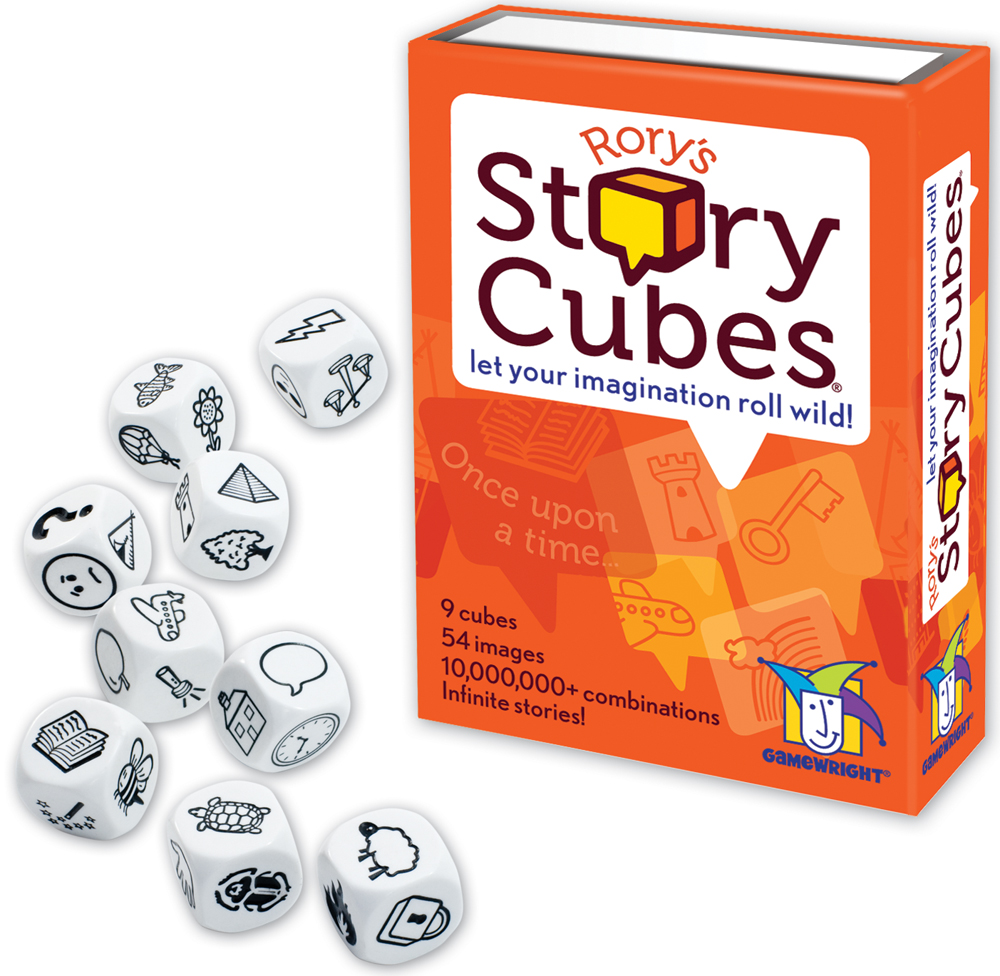 Rory's
Story
Cubes®
let your imagination roll wild!
Once upon
a time...
9 cubes
54 images
10,000,000+ combinations
Infinite stories!
GAMEWRIGHT®
Rory's
Story Cubes®
let your imagination roll wild!
GAMEWRIGHT®
?